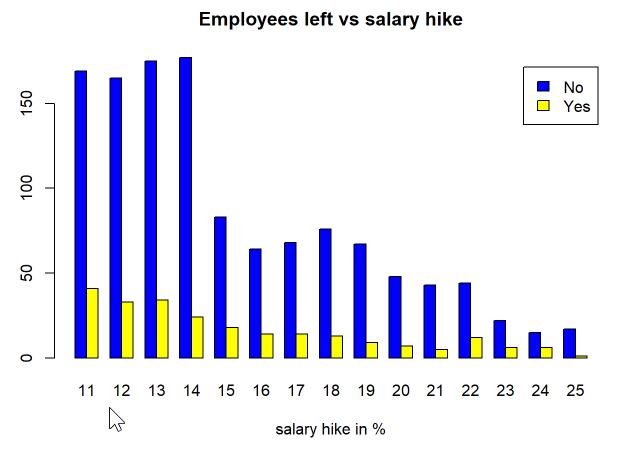 Employees left vs salary hike
No
Yes
150
100
50
0
11 12 13 14 15 16 17 18 19 20 21 22 23 24 25
salary hike in %